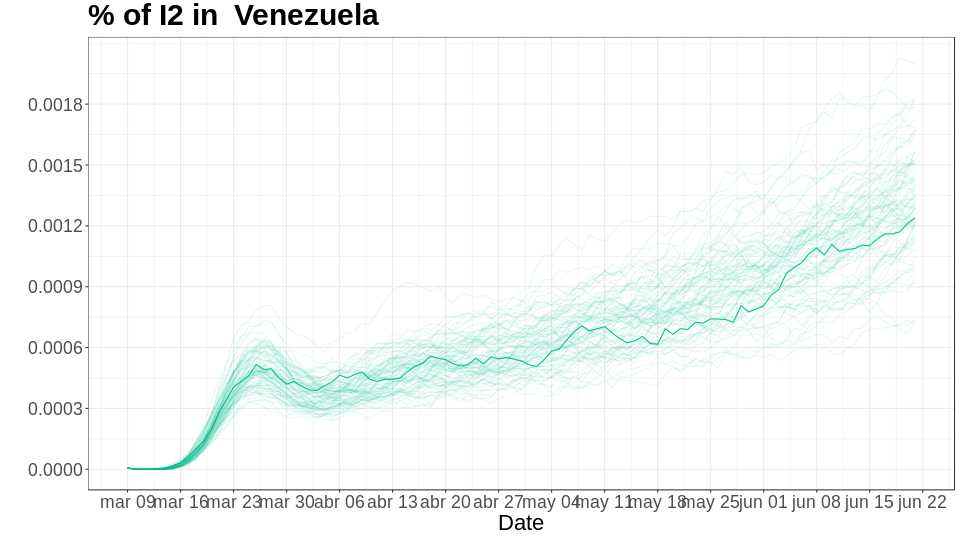 % of I2 in  Venezuela
0.0018
0.0015
0.0012
0.0009
0.0006
0.0003
0.0000
mar 09 mar 16 mar 23 mar 30 abr 06 abr 13 abr 20 abr 27 may 04 may 11 may 18 may 25 jun 01 jun 08 jun 15 jun 22
Date